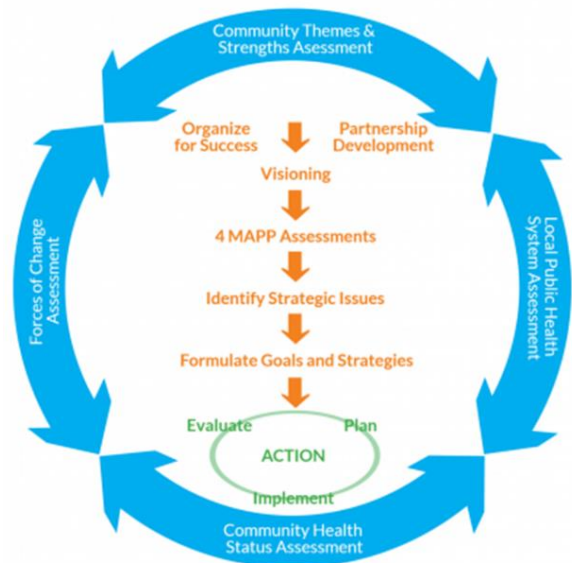 Community Themes &
Strengths Asessment
Organize
for Success
Partnership
Development
Visioning
4 MAPP Assessments
Forces of Change
Assessment
Local Public Health
System Assessment
Identify Strategic Issues
Formulate Goals and Strategies
Evaluate
Plan
ACTION
Implement
Community Health
Status Assessment